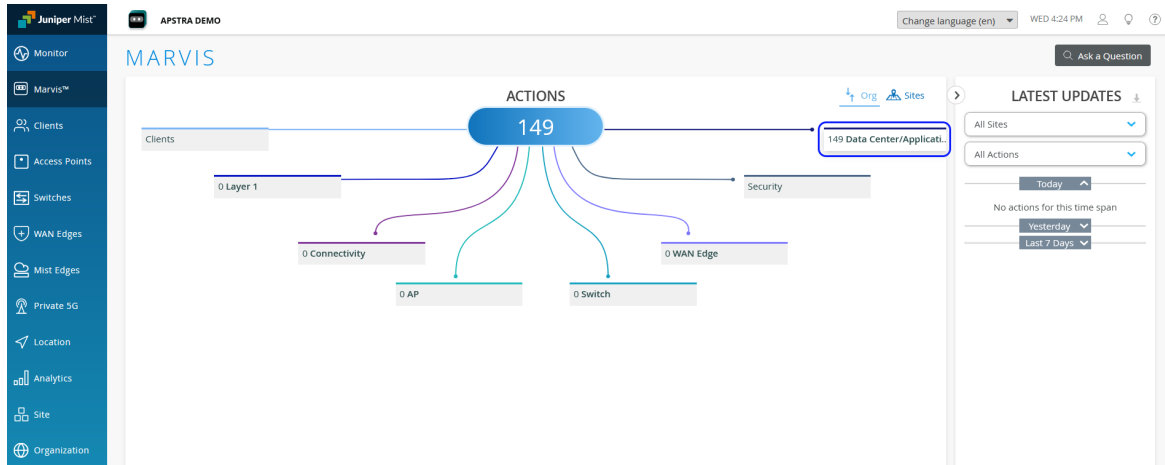 Juniper Mist™
APSTRA DEMO
Change language (en)
WED 4:24 PM
Monitor
Marvis™
Clients
Access Points
Switches
WAN Edges
Mist Edges
Private 5G
Location
Analytics
Site
Organization
MARVIS
Ask a Question
ACTIONS
Org
Sites
149
Clients
149 Data Center/Applicati..
0 Layer 1
Security
0 Connectivity
0 WAN Edge
0 AP
0 Switch
LATEST UPDATES
All Sites
All Actions
Today
No actions for this time span
Yesterday
Last 7 Days